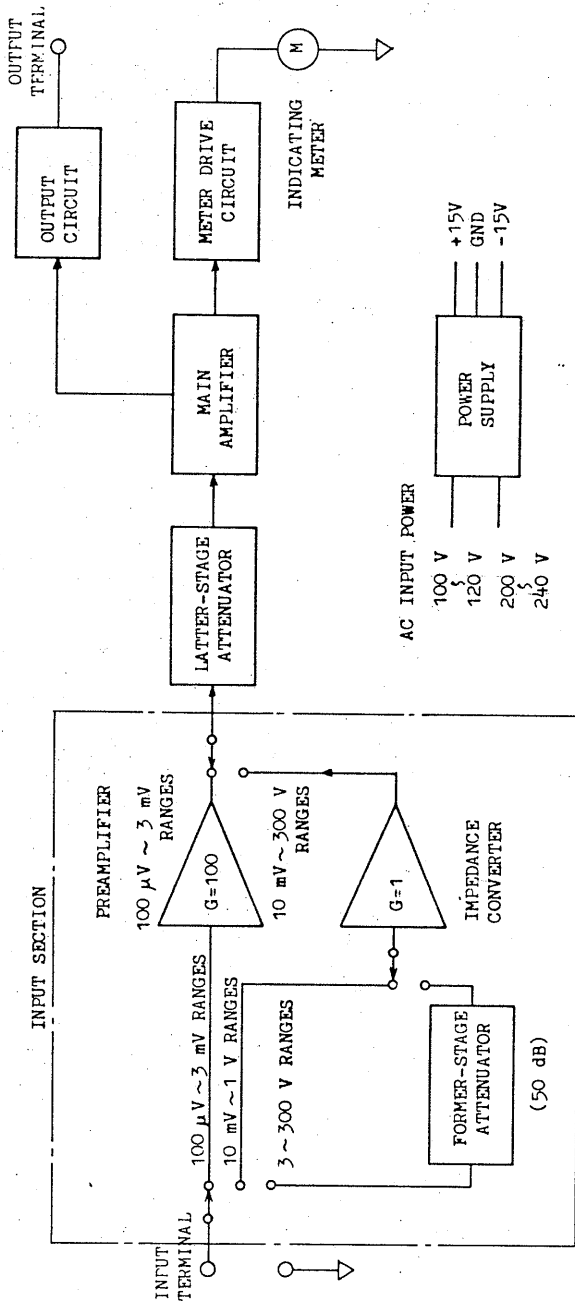 INPUT SECTION
INPUT
TERMINAL
100 μV ~ 3 mV RANGES
10 mV ~ 1 V RANGES
3 ~ 300 V RANGES
FORMER-STAGE
ATTENUATOR
(50 dB)
PREAMPLIFIER
100 μV ~ 3 mV
RANGES
G=100
10 mV ~ 300 V
RANGES
G=1
IMPEDANCE
CONVERTER
LATTER-STAGE
ATTENUATOR
MAIN
AMPLIFIER
OUTPUT
CIRCUIT
OUTPUT
TERMINAL
METER DRIVE
CIRCUIT
M
INDICATING
METER
AC INPUT POWER
100 V
~
120 V
200 V
~
240 V
POWER
SUPPLY
+15V
GND
-15V